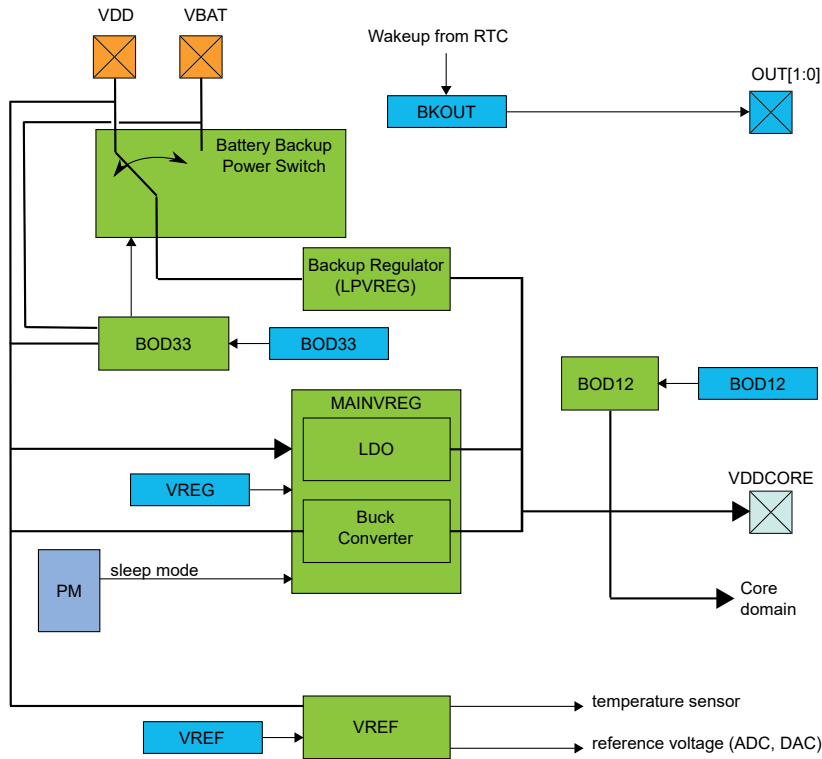 VDD
VBAT
Wakeup from RTC
OUT[1:0]
BKOUT
Battery Backup
Power Switch
Backup Regulator
(LPVREG)
BOD33
BOD33
BOD12
BOD12
MAINVREG
LDO
VREG
VDDCORE
Buck
Converter
sleep mode
PM
Core
domain
temperature sensor
VREF
VREF
reference voltage (ADC, DAC)